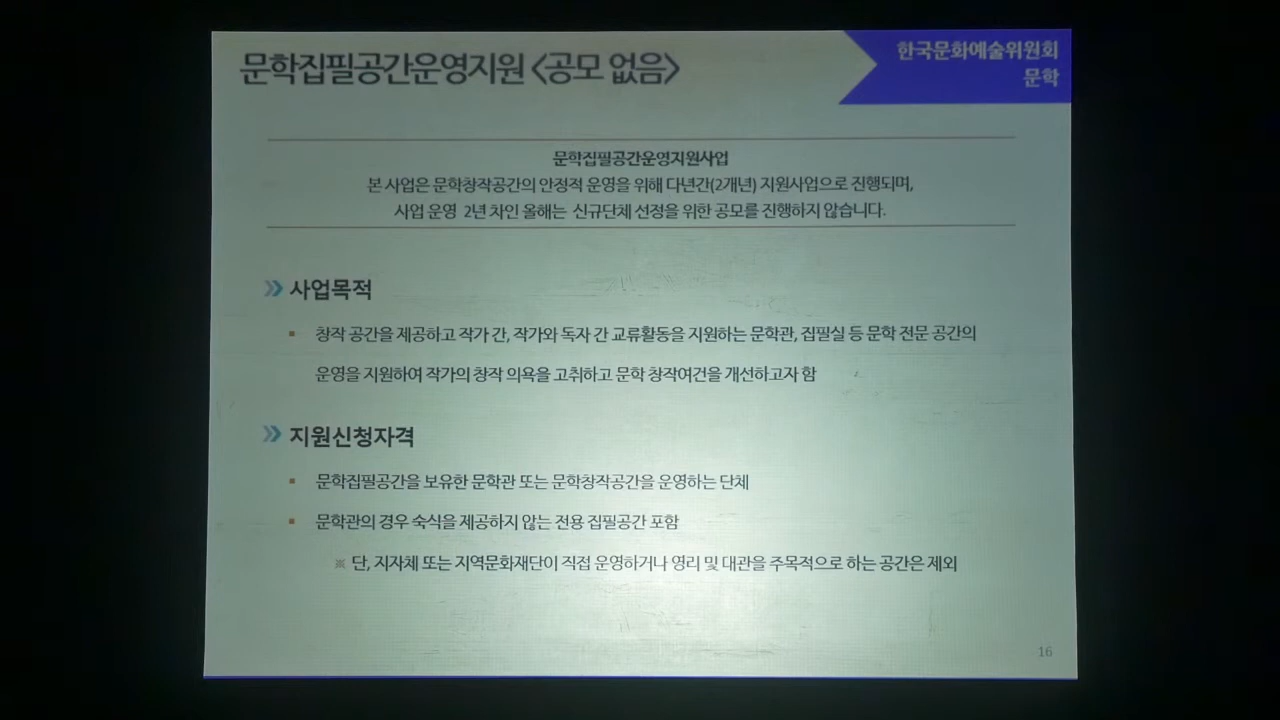 문학집필공간운영지원 <공모 없음>
한국문화예술위원회
문학
문학집필공간운영지원사업
본 사업은 문학창작공간의 안정적 운영을 위해 다년간(2개년) 지원사업으로 진행되며,
사업 운영 2년 차인 올해는 신규단체 선정을 위한 공모를 진행하지 않습니다.
» 사업목적
▪ 창작 공간을 제공하고 작가 간, 작가와 독자 간 교류활동을 지원하는 문학관, 집필실 등 문학 전문 공간의
운영을 지원하여 작가의 창작 의욕을 고취하고 문학 창작여건을 개선하고자 함
» 지원신청자격
▪ 문학집필공간을 보유한 문학관 또는 문학창작공간을 운영하는 단체
▪ 문학관의 경우 숙식을 제공하지 않는 전용 집필공간 포함
※ 단, 지자체 또는 지역문화재단이 직접 운영하거나 영리 및 대관을 주목적으로 하는 공간은 제외
16